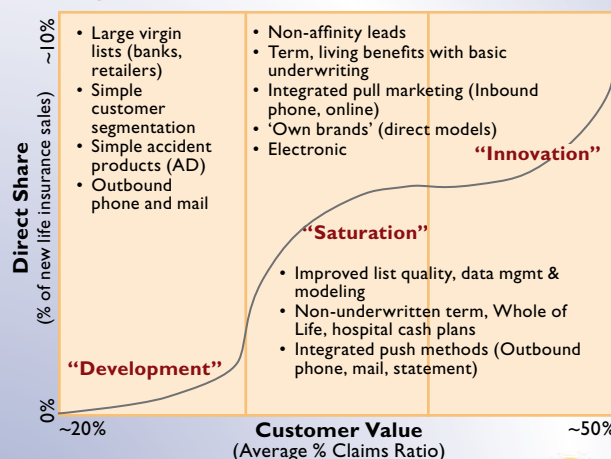 ~10%
Direct Share
(% of new life insurance sales)
0%
• Large virgin
lists (banks,
retailers)
• Simple
customer
segmentation
• Simple accident
products (AD)
• Outbound
phone and mail
“Development”
• Non-affinity leads
• Term, living benefits with basic
underwriting
• Integrated pull marketing (Inbound
phone, online)
• ‘Own brands’ (direct models)
• Electronic
“Innovation”
“Saturation”
• Improved list quality, data mgmt &
modeling
• Non-underwritten term, Whole of
Life, hospital cash plans
• Integrated push methods (Outbound
phone, mail, statement)
~20%
Customer Value
~50%
(Average % Claims Ratio)